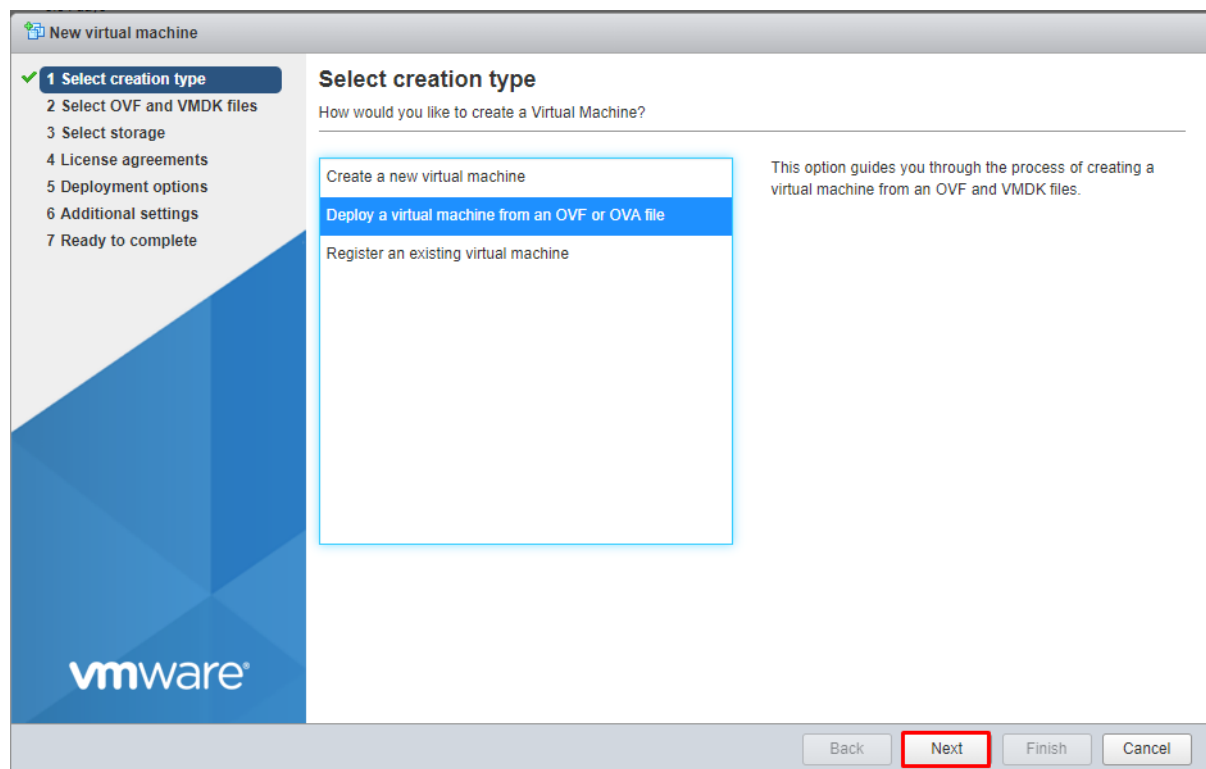 New virtual machine
1 Select creation type
2 Select OVF and VMDK files
3 Select storage
4 License agreements
5 Deployment options
6 Additional settings
7 Ready to complete
Select creation type
How would you like to create a Virtual Machine?
Create a new virtual machine
Deploy a virtual machine from an OVF or OVA file
Register an existing virtual machine
This option guides you through the process of creating a
virtual machine from an OVF and VMDK files.
vmware®
Back
Next
Finish
Cancel